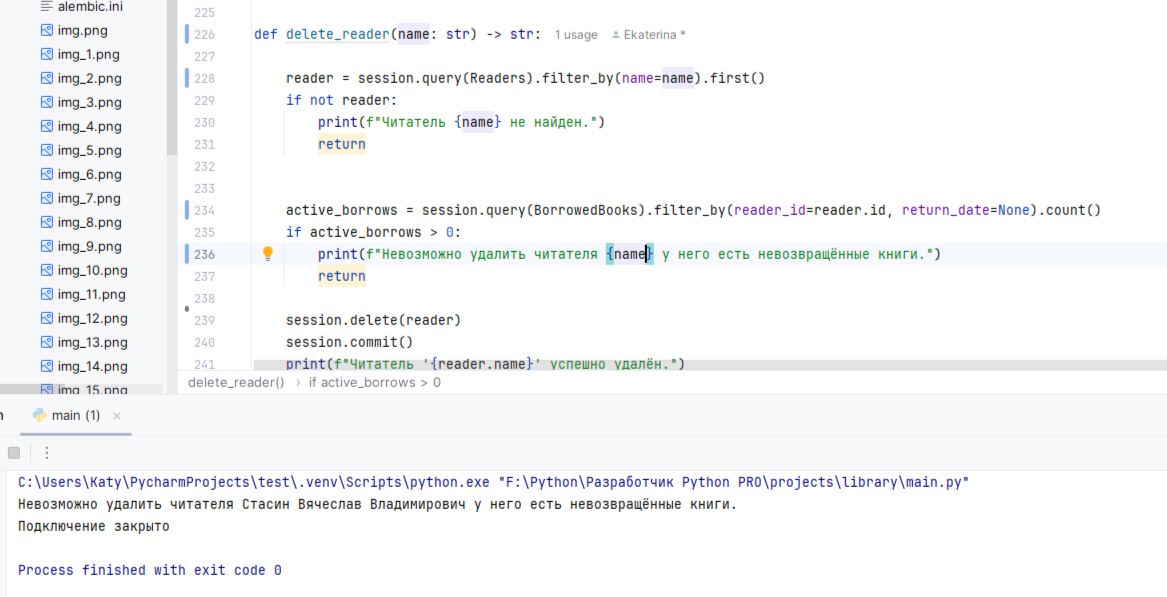 alembic.ini
img.png
img_1.png
img_2.png
img_3.png
img_4.png
img_5.png
img_6.png
img_7.png
img_8.png
img_9.png
img_10.png
img_11.png
img_12.png
img_13.png
img_14.png
img_15.png
225
226 def delete_reader(name: str) -> str: 1 usage Ekaterina *
227
228 reader = session.query(Readers).filter_by(name=name).first()
229 if not reader:
230 print(f"Читатель {name} не найден.")
231 return
232
233
234 active_borrows = session.query(BorrowedBooks).filter_by(reader_id=reader.id, return_date=None).count()
235 if active_borrows > 0:
236 print(f"Невозможно удалить читателя {name} у него есть невозвращённые книги.")
237 return
238
239 session.delete(reader)
240 session.commit()
241 print(f"Читатель '{reader.name}' успешно удалён.")
delete_reader() › if active_borrows > 0
main (1) ×
C:\Users\Katy\PycharmProjects\test\.venv\Scripts\python.exe "F:\Python\Разработчик Python PRO\projects\library\main.py"
Невозможно удалить читателя Стасин Вячеслав Владимирович у него есть невозвращённые книги.
Подключение закрыто
Process finished with exit code 0